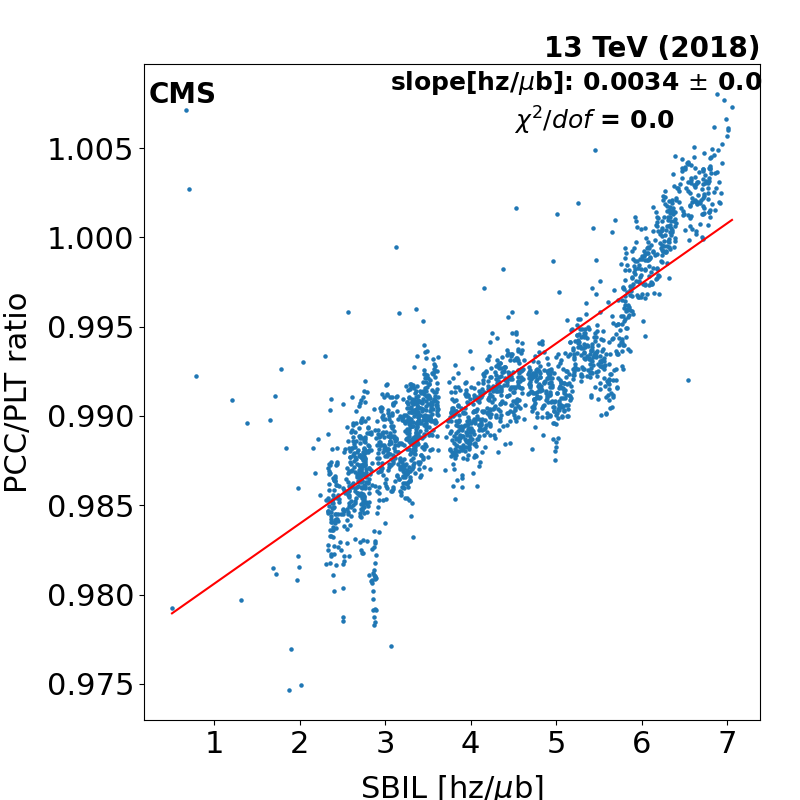 13 TeV (2018)
CMS
slope[hz/μb]: 0.0034 ± 0.0
χ²/dof = 0.0
PCC/PLT ratio
1.005
1.000
0.995
0.990
0.985
0.980
0.975
1 2 3 4 5 6 7
SBIL [hz/μb]